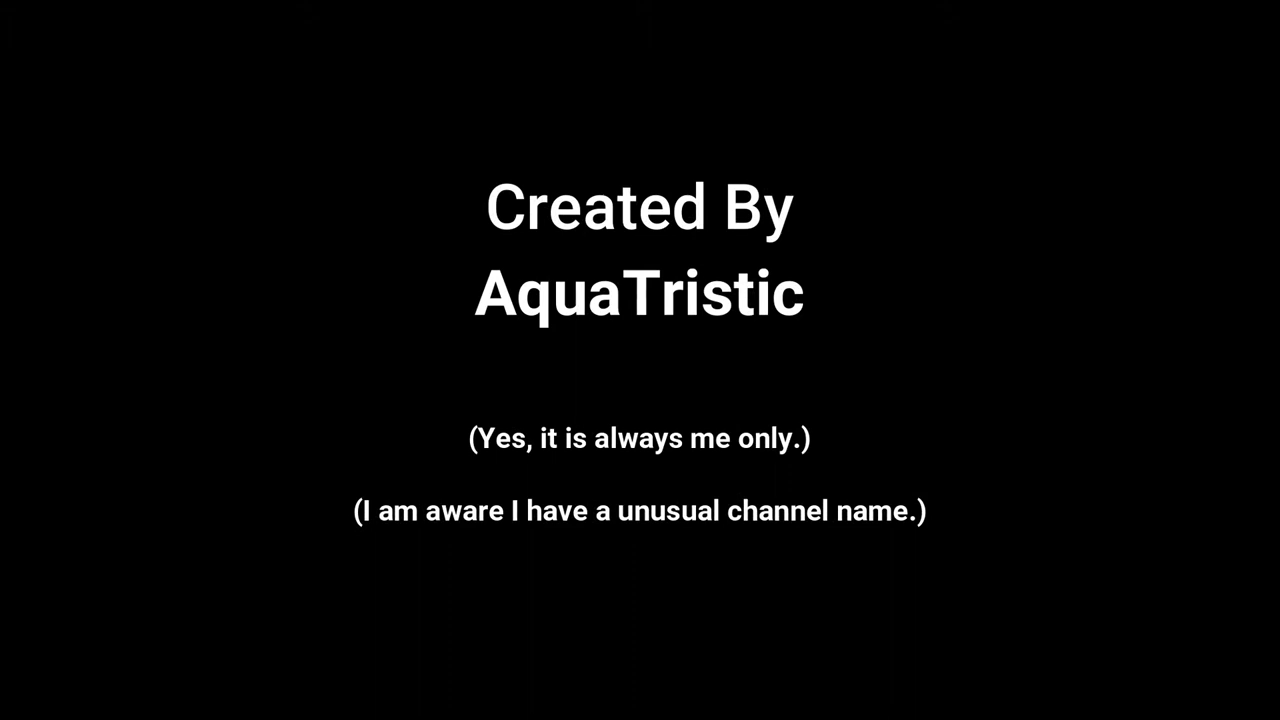 Created By
AquaTristic
(Yes, it is always me only.)
(I am aware I have a unusual channel name.)